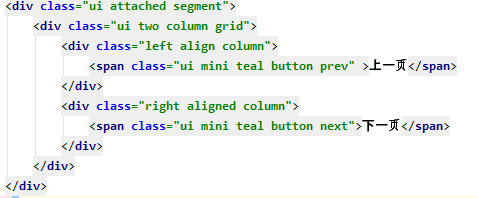 <div class="ui attached segment">
    <div class="ui two column grid">
        <div class="left align column">
            <span class="ui mini teal button prev" >上一页</span>
        </div>
        <div class="right aligned column">
            <span class="ui mini teal button next">下一页</span>
        </div>
    </div>
</div>